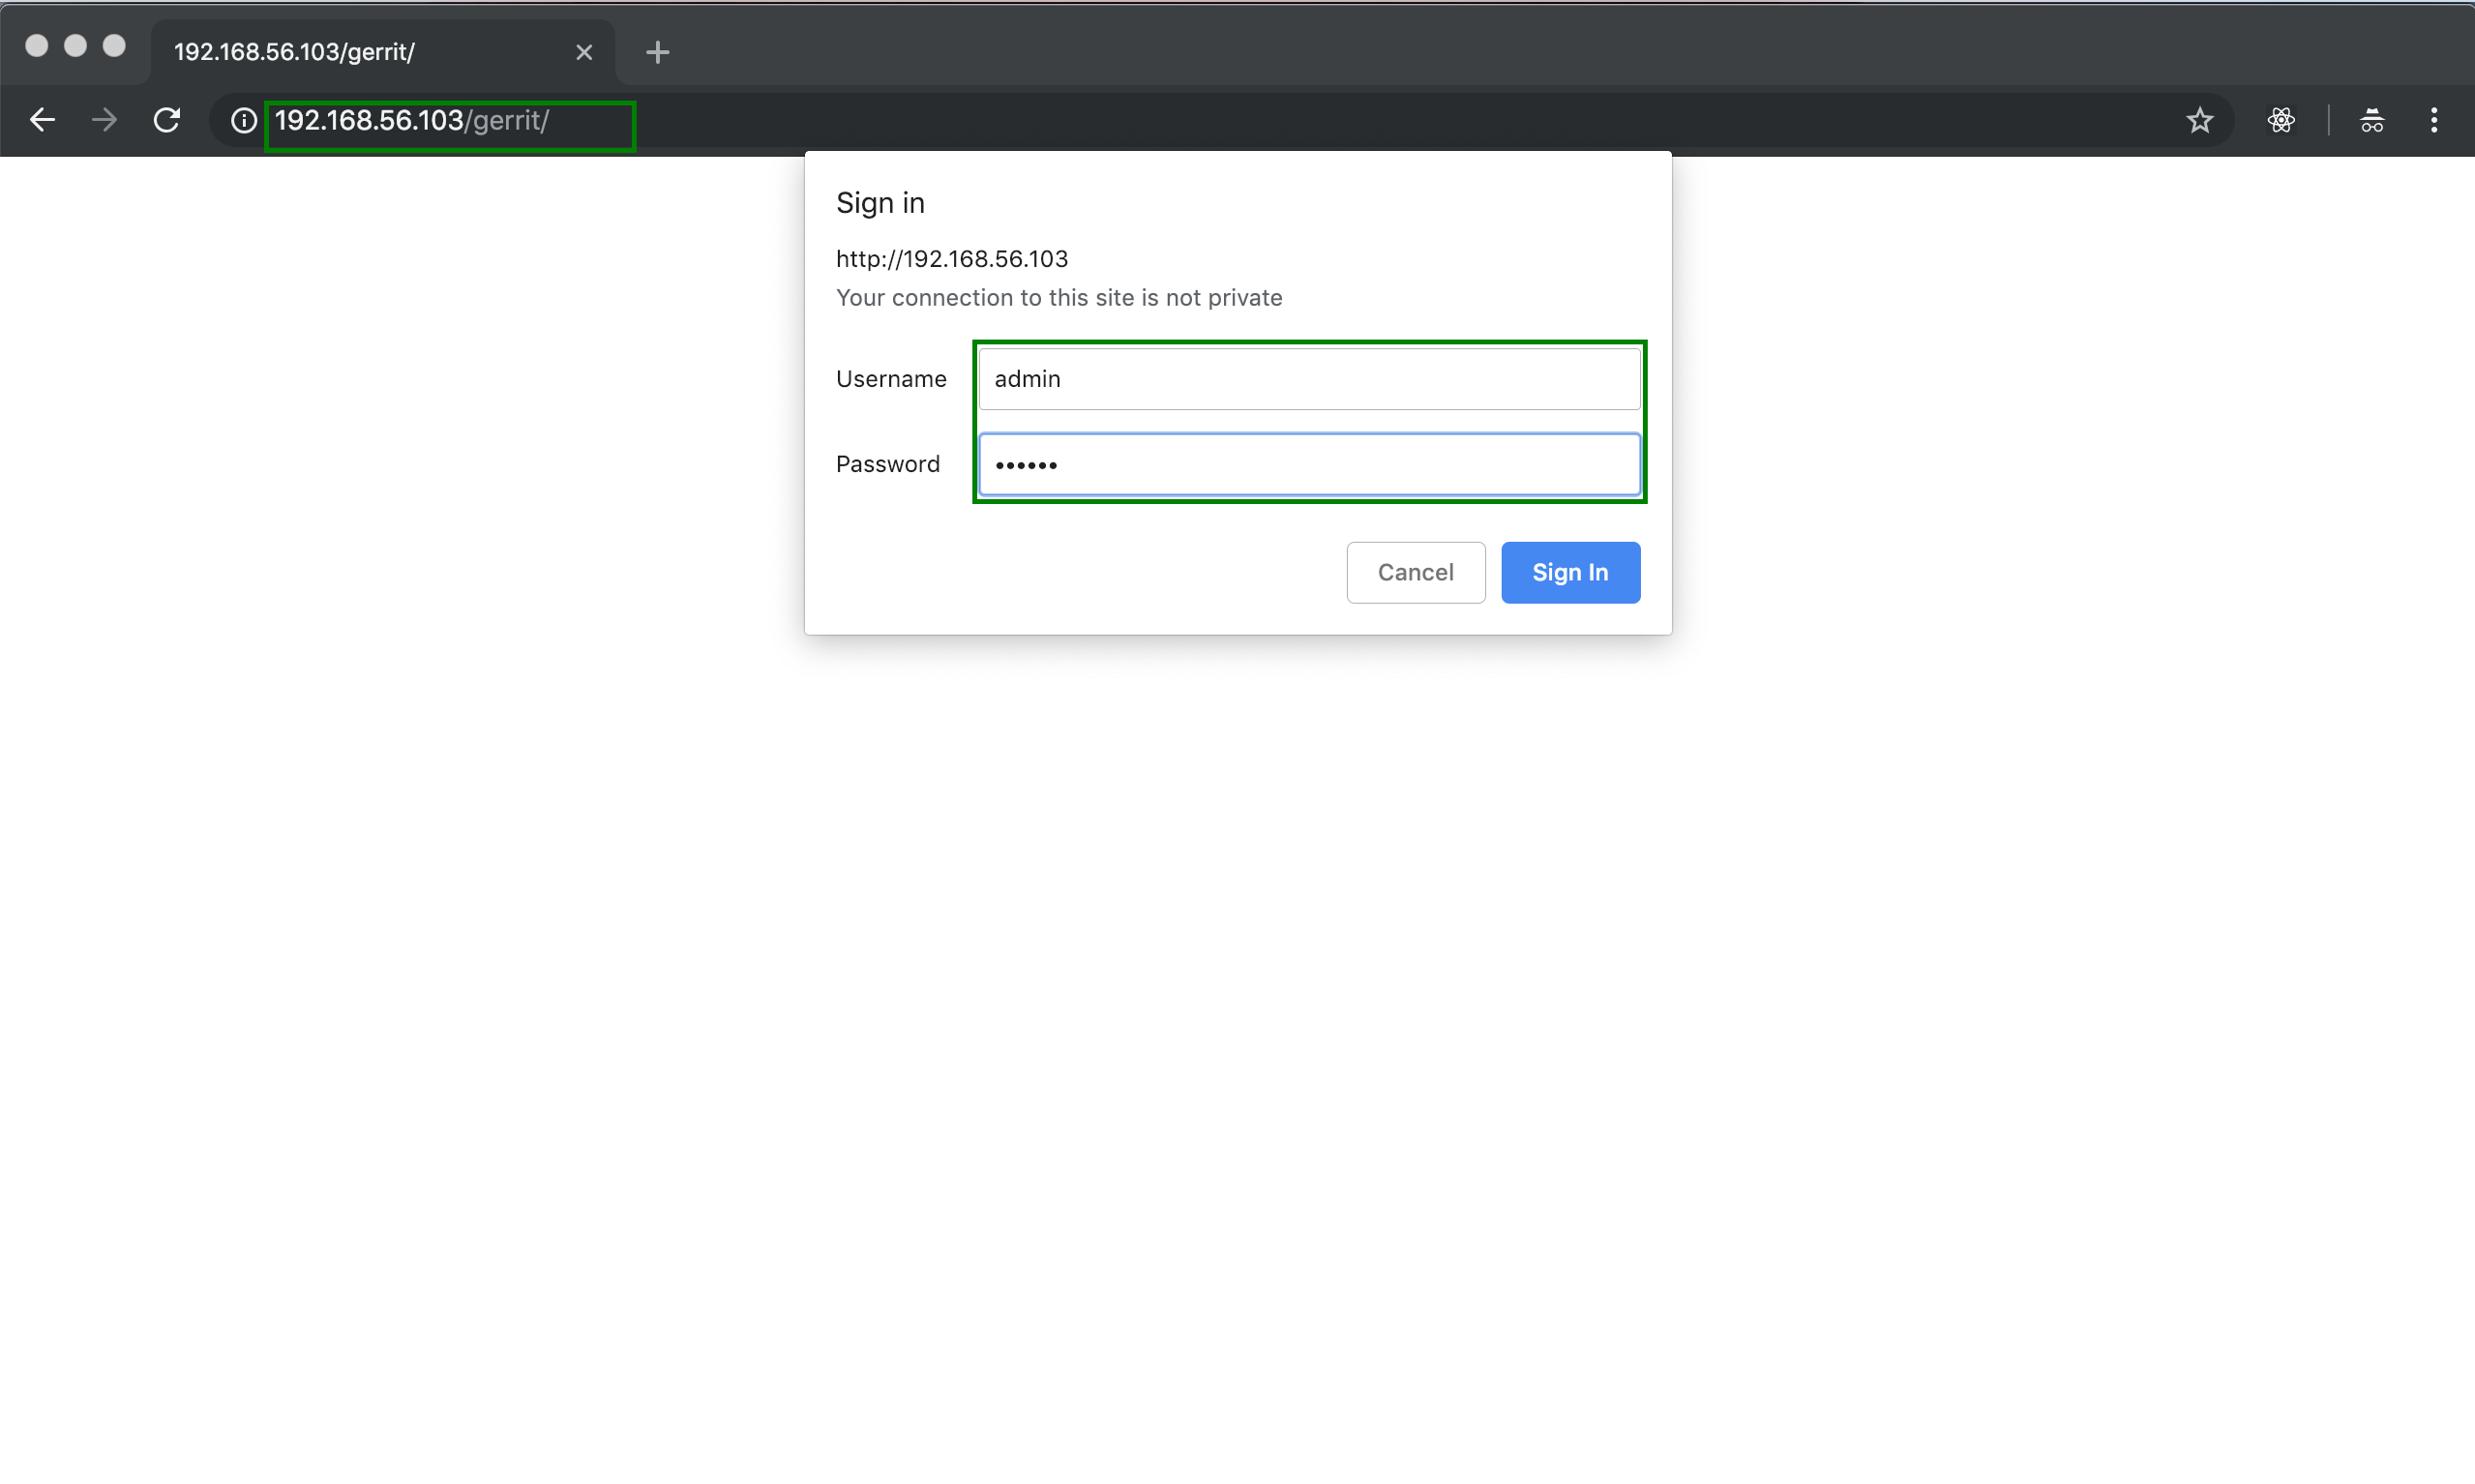 192.168.56.103/gerrit/
192.168.56.103/gerrit/
Sign in
http://192.168.56.103
Your connection to this site is not private
Username admin
Password ••••••
Cancel Sign In